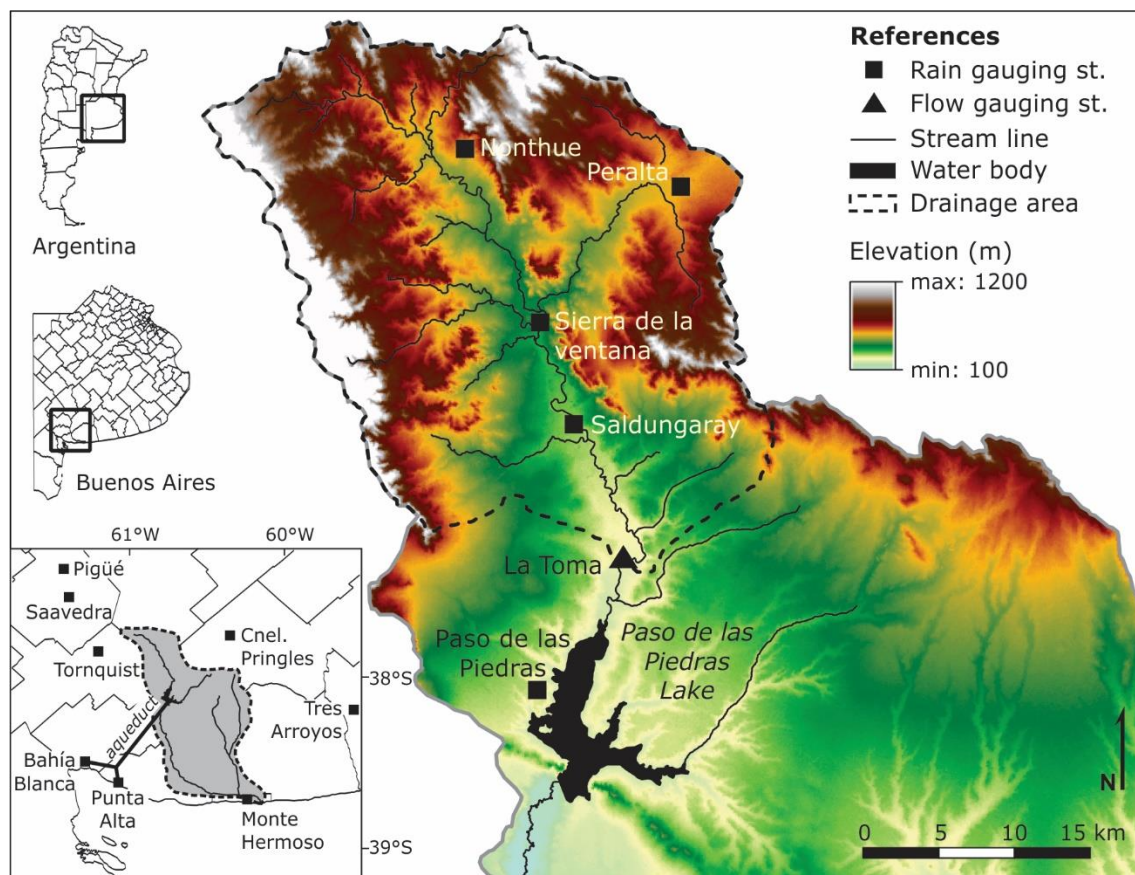 References
Rain gauging st.
Flow gauging st.
Stream line
Water body
Drainage area
Elevation (m)
max: 1200
min: 100
Argentina
Buenos Aires
Nonthue
Peralta
Sierra de la
ventana
Saldungaray
La Toma
Paso de las
Piedras
Paso de las
Piedras
Lake
61°W
60°W
Pigüé
Saavedra
Tornquist
Cnel.
Pringles
Tres
Arroyos
aqueduct
Bahía
Blanca
Punta
Alta
Monte
Hermoso
38°S
39°S
N
0 5 10 15 km